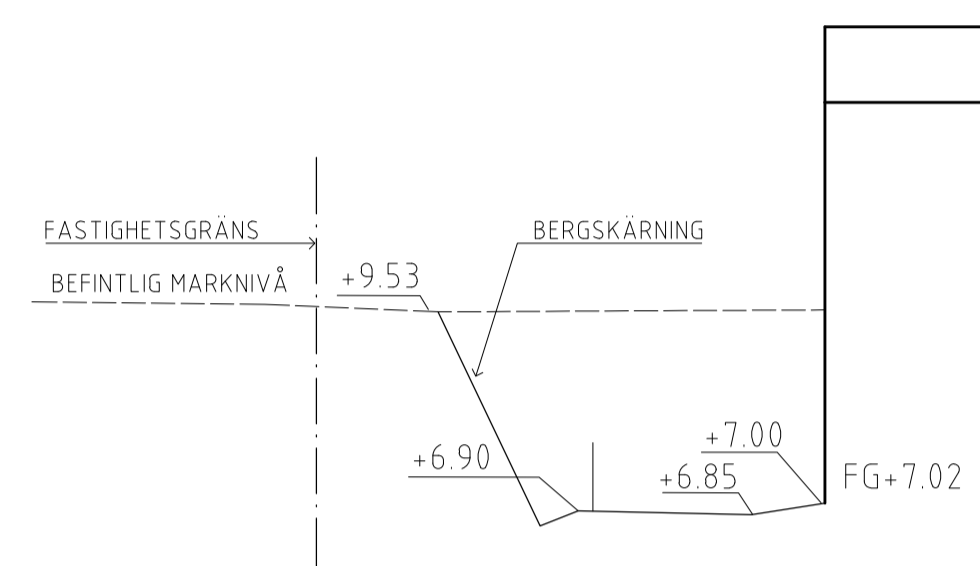 FASTIGHETSGRÄNS
BERGSKÄRNING
BEFINTLIG MARKNIVÅ
+9.53
+7.00
+6.90
+6.85
FG+7.02